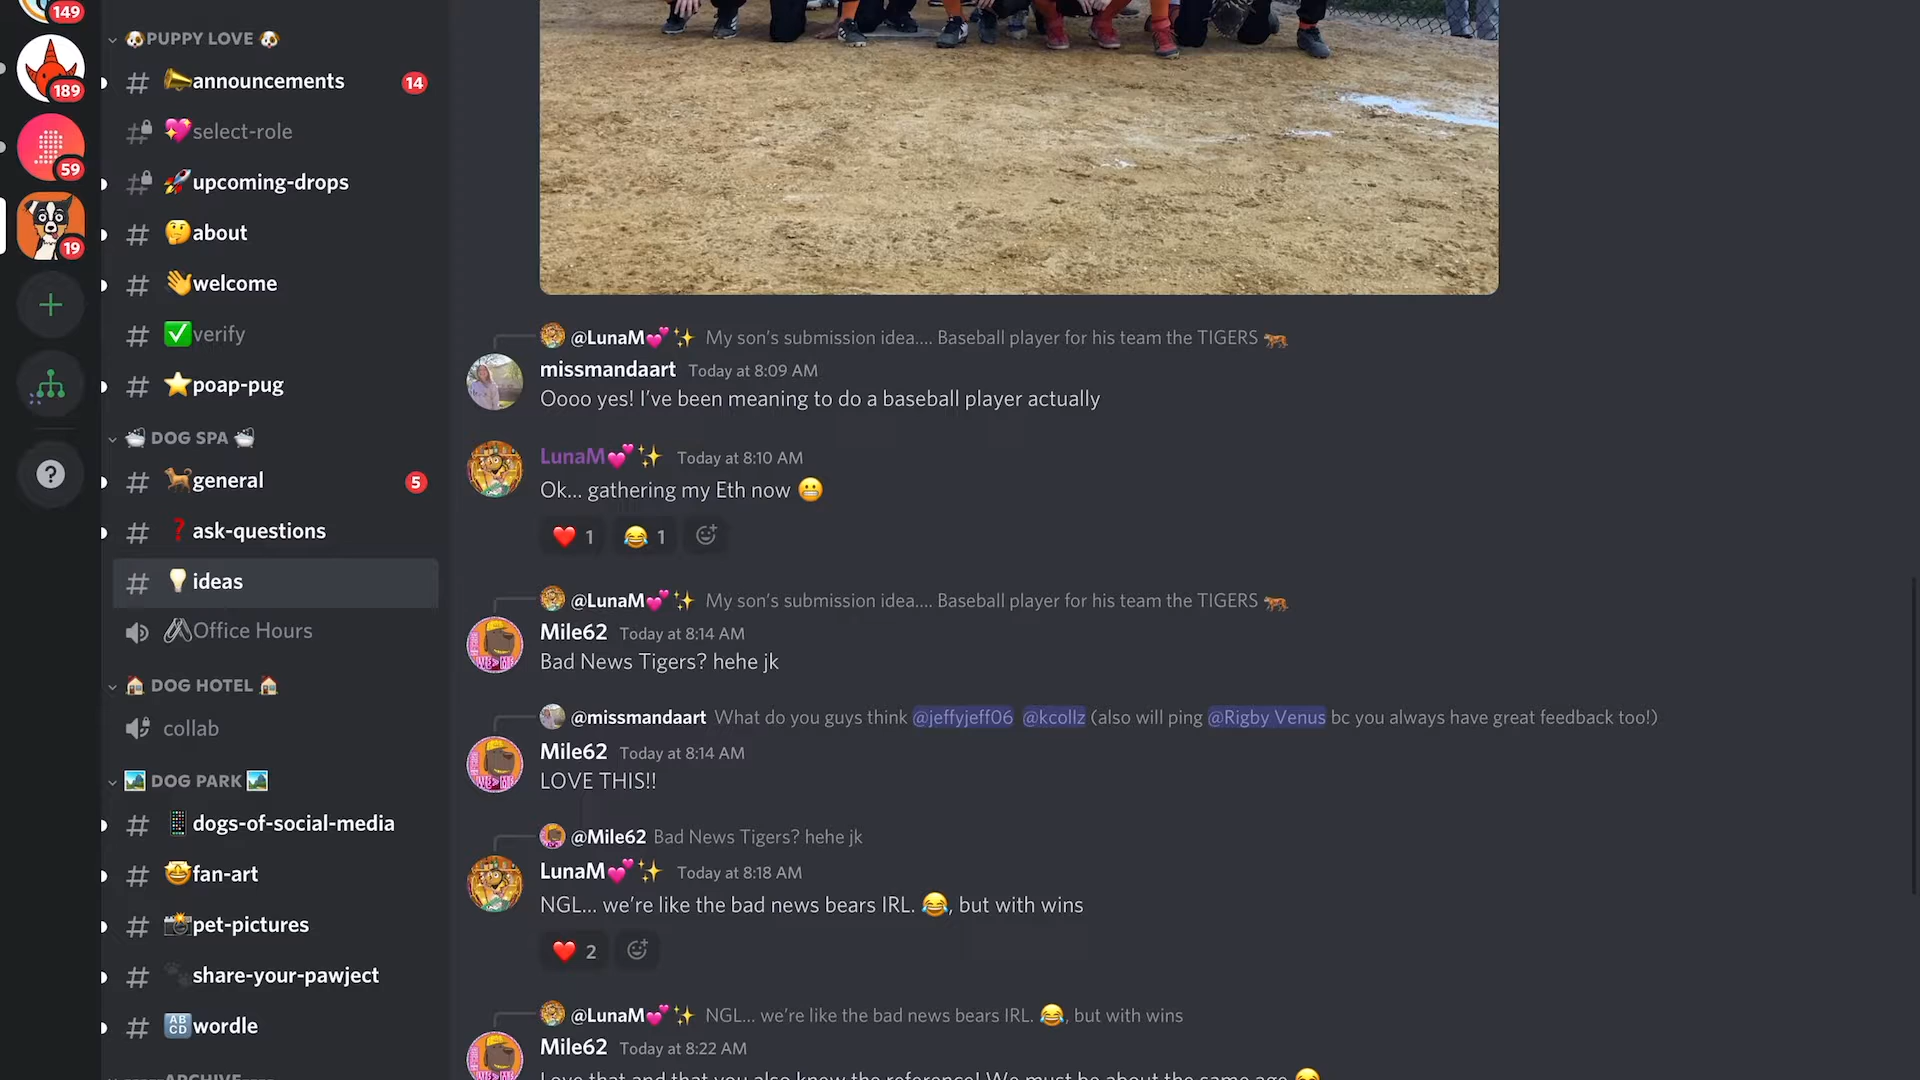 149
189
59
19
PUPPY LOVE
announcements 14
select-role
upcoming-drops
about
welcome
verify
poap-pug
DOG SPA
general 5
ask-questions
ideas
Office Hours
DOG HOTEL
collab
DOG PARK
dogs-of-social-media
fan-art
pet-pictures
share-your-pawject
wordle
-----ARCHIVE-----
@LunaM💕✨ My son's submission idea.... Baseball player for his team the TIGERS 🐅
missmandaart Today at 8:09 AM
Oooo yes! I've been meaning to do a baseball player actually
LunaM💕✨ Today at 8:10 AM
Ok... gathering my Eth now 😬
❤️ 1 😂 1
@LunaM💕✨ My son's submission idea.... Baseball player for his team the TIGERS 🐅
Mile62 Today at 8:14 AM
Bad News Tigers? hehe jk
@missmandaart What do you guys think @jeffyjeff06 @kcollz (also will ping @Rigby Venus bc you always have great feedback too!)
Mile62 Today at 8:14 AM
LOVE THIS!!
@Mile62 Bad News Tigers? hehe jk
LunaM💕✨ Today at 8:18 AM
NGL... we're like the bad news bears IRL. 😂, but with wins
❤️ 2
@LunaM💕✨ NGL... we're like the bad news bears IRL. 😂, but with wins
Mile62 Today at 8:22 AM
Love that and that you also knew the reference! We must be about the same age 😂